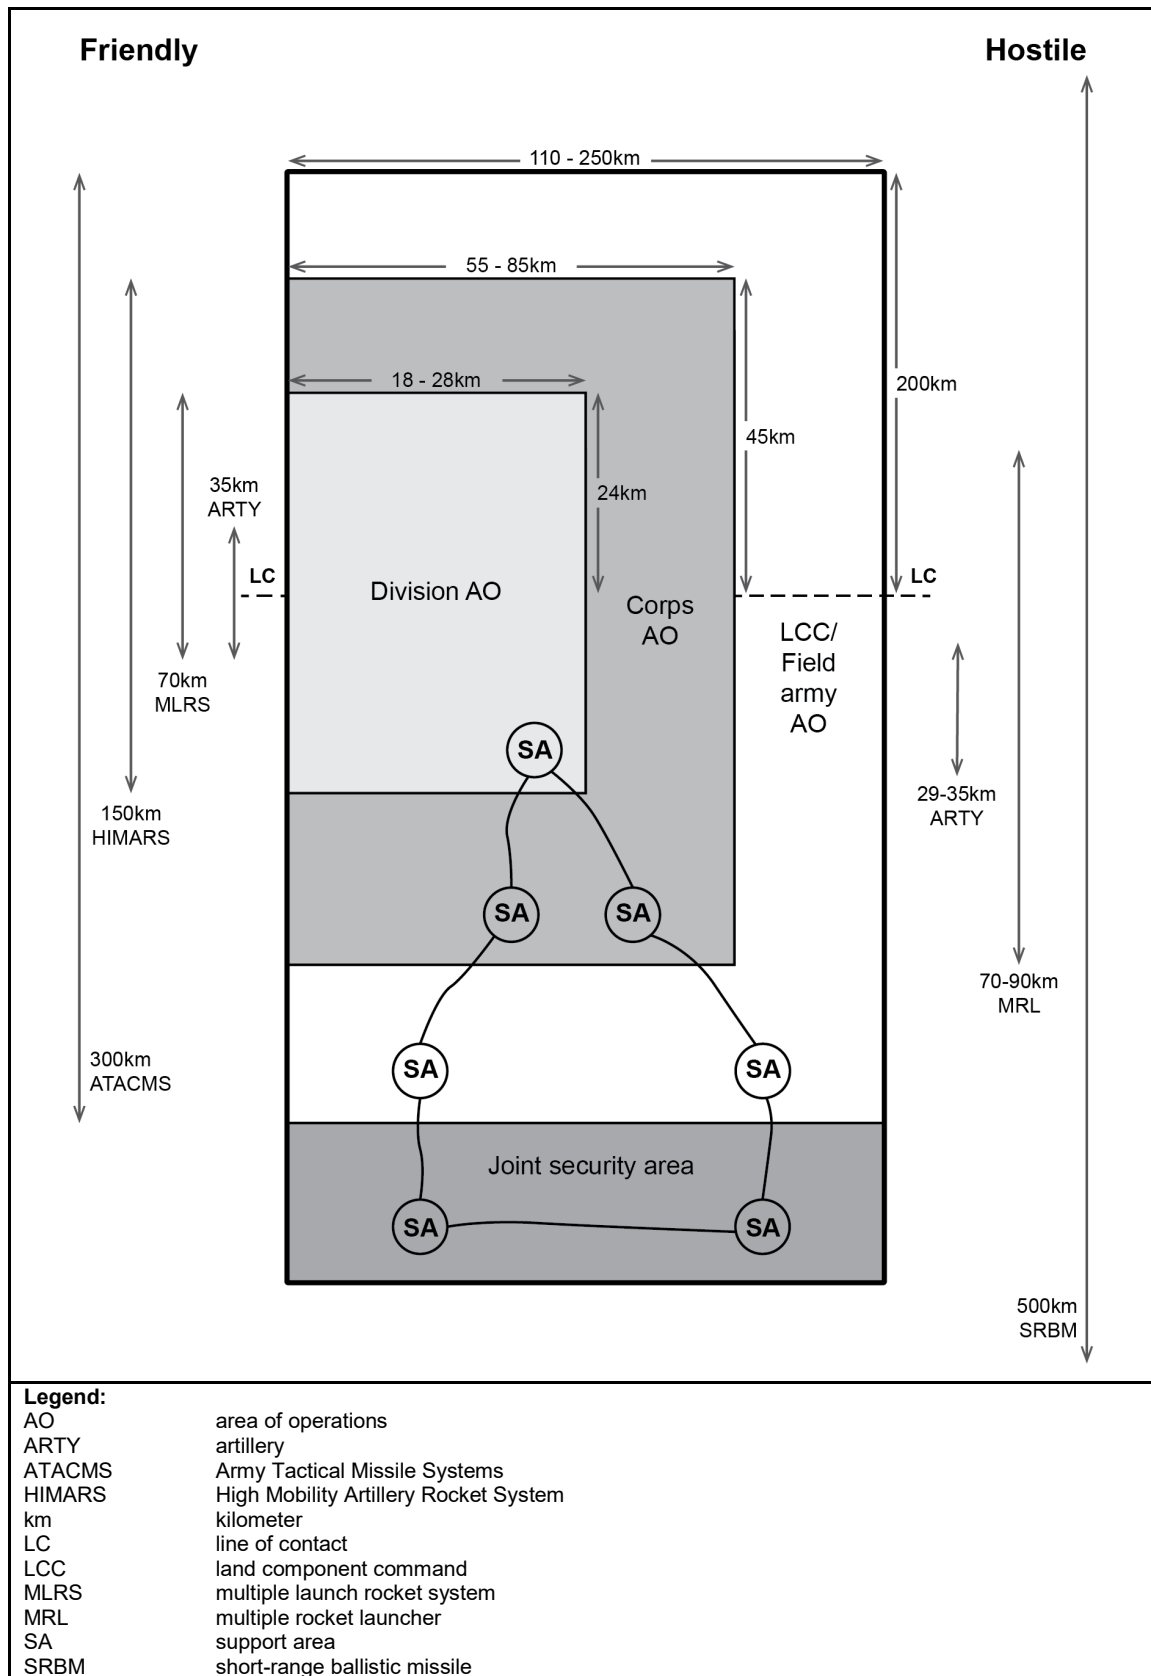 Friendly
Hostile
110 - 250km
55 - 85km
18 - 28km
200km
45km
35km
ARTY
24km
LC
LC
Division AO
Corps
AO
LCC/
Field
army
AO
70km
MLRS
SA
150km
HIMARS
29-35km
ARTY
SA
SA
70-90km
MRL
300km
ATACMS
SA
SA
Joint security area
SA
SA
500km
SRBM
Legend:
AO area of operations
ARTY artillery
ATACMS Army Tactical Missile Systems
HIMARS High Mobility Artillery Rocket System
km kilometer
LC line of contact
LCC land component command
MLRS multiple launch rocket system
MRL multiple rocket launcher
SA support area
SRBM short-range ballistic missile